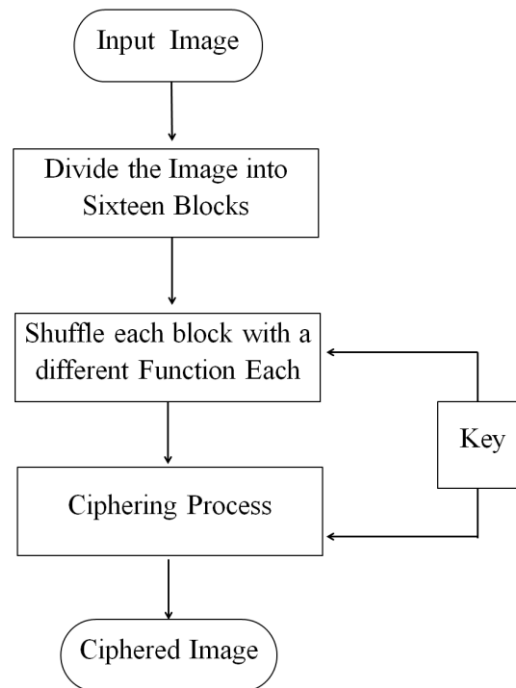 Input Image
Divide the Image into
Sixteen Blocks
Shuffle each block with a
different Function Each
Key
Ciphering Process
Ciphered Image